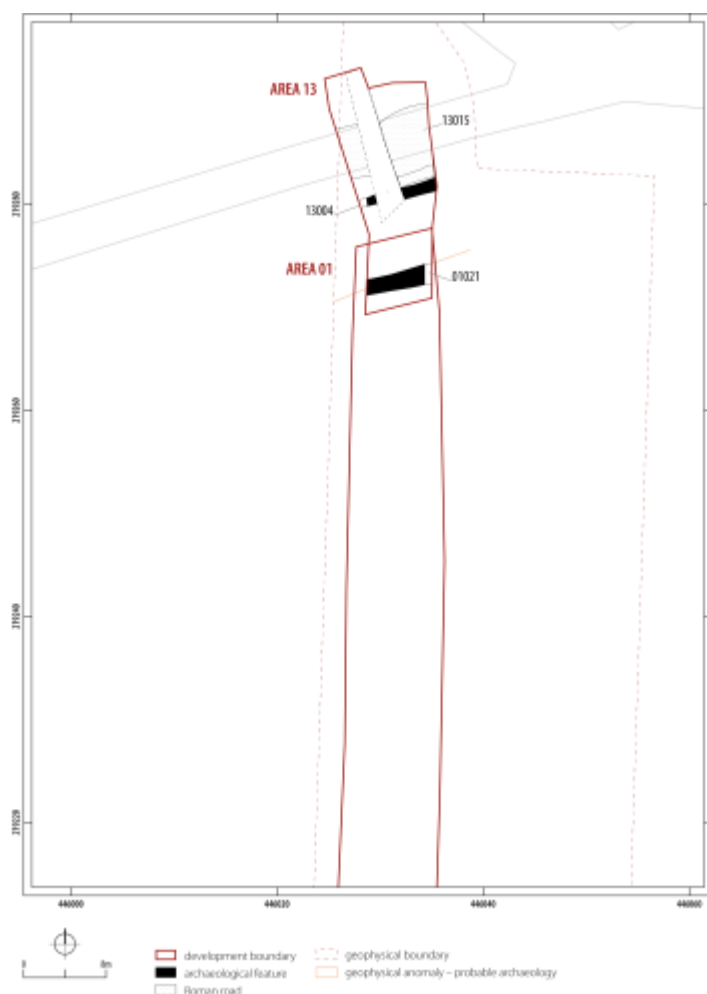 AREA 13
13015
13004
AREA 01
01021
446000
446020
446040
446060
0
8m
development boundary
geophysical boundary
archaeological feature
geophysical anomaly – probable archaeology
Roman road